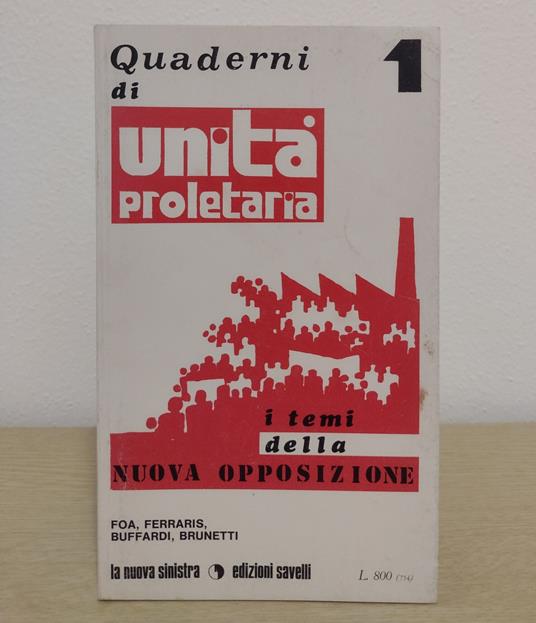 Quaderni 1
di
unità
proletaria
i temi
della
NUOVA OPPOSIZIONE
FOA, FERRARIS,
BUFFARDI, BRUNETTI
la nuova sinistra edizioni savelli L. 800 (754)